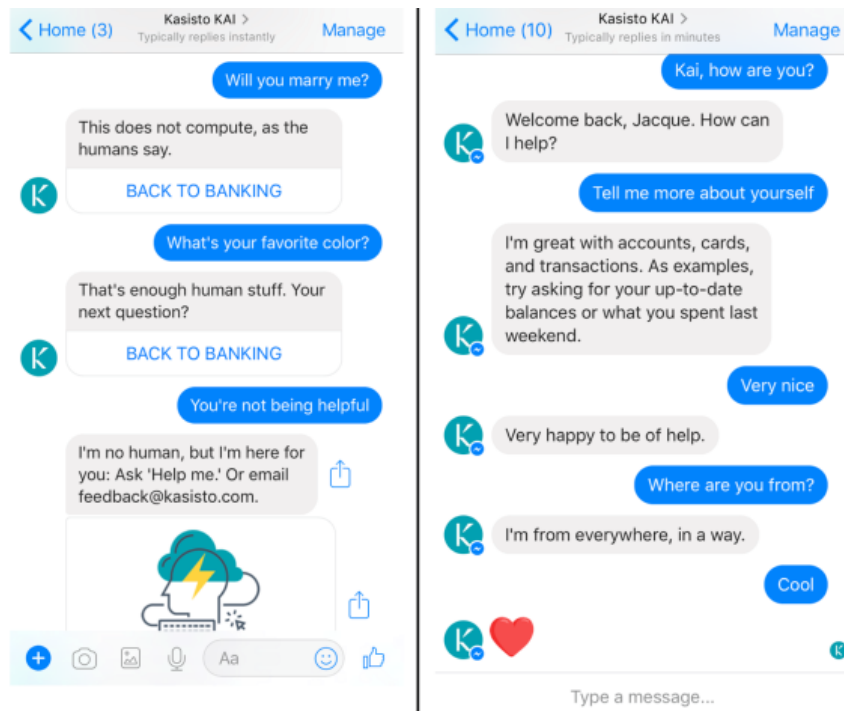 Home (3)
Kasisto KAI >
Typically replies instantly
Manage
Will you marry me?
This does not compute, as the
humans say.
BACK TO BANKING
What's your favorite color?
That's enough human stuff. Your
next question?
BACK TO BANKING
You're not being helpful
I'm no human, but I'm here for
you: Ask 'Help me.' Or email
feedback@kasisto.com.
Aa
Home (10)
Kasisto KAI >
Typically replies in minutes
Manage
Kai, how are you?
Welcome back, Jacque. How can
I help?
Tell me more about yourself
I'm great with accounts, cards,
and transactions. As examples,
try asking for your up-to-date
balances or what you spent last
weekend.
Very nice
Very happy to be of help.
Where are you from?
I'm from everywhere, in a way.
Cool
Type a message...